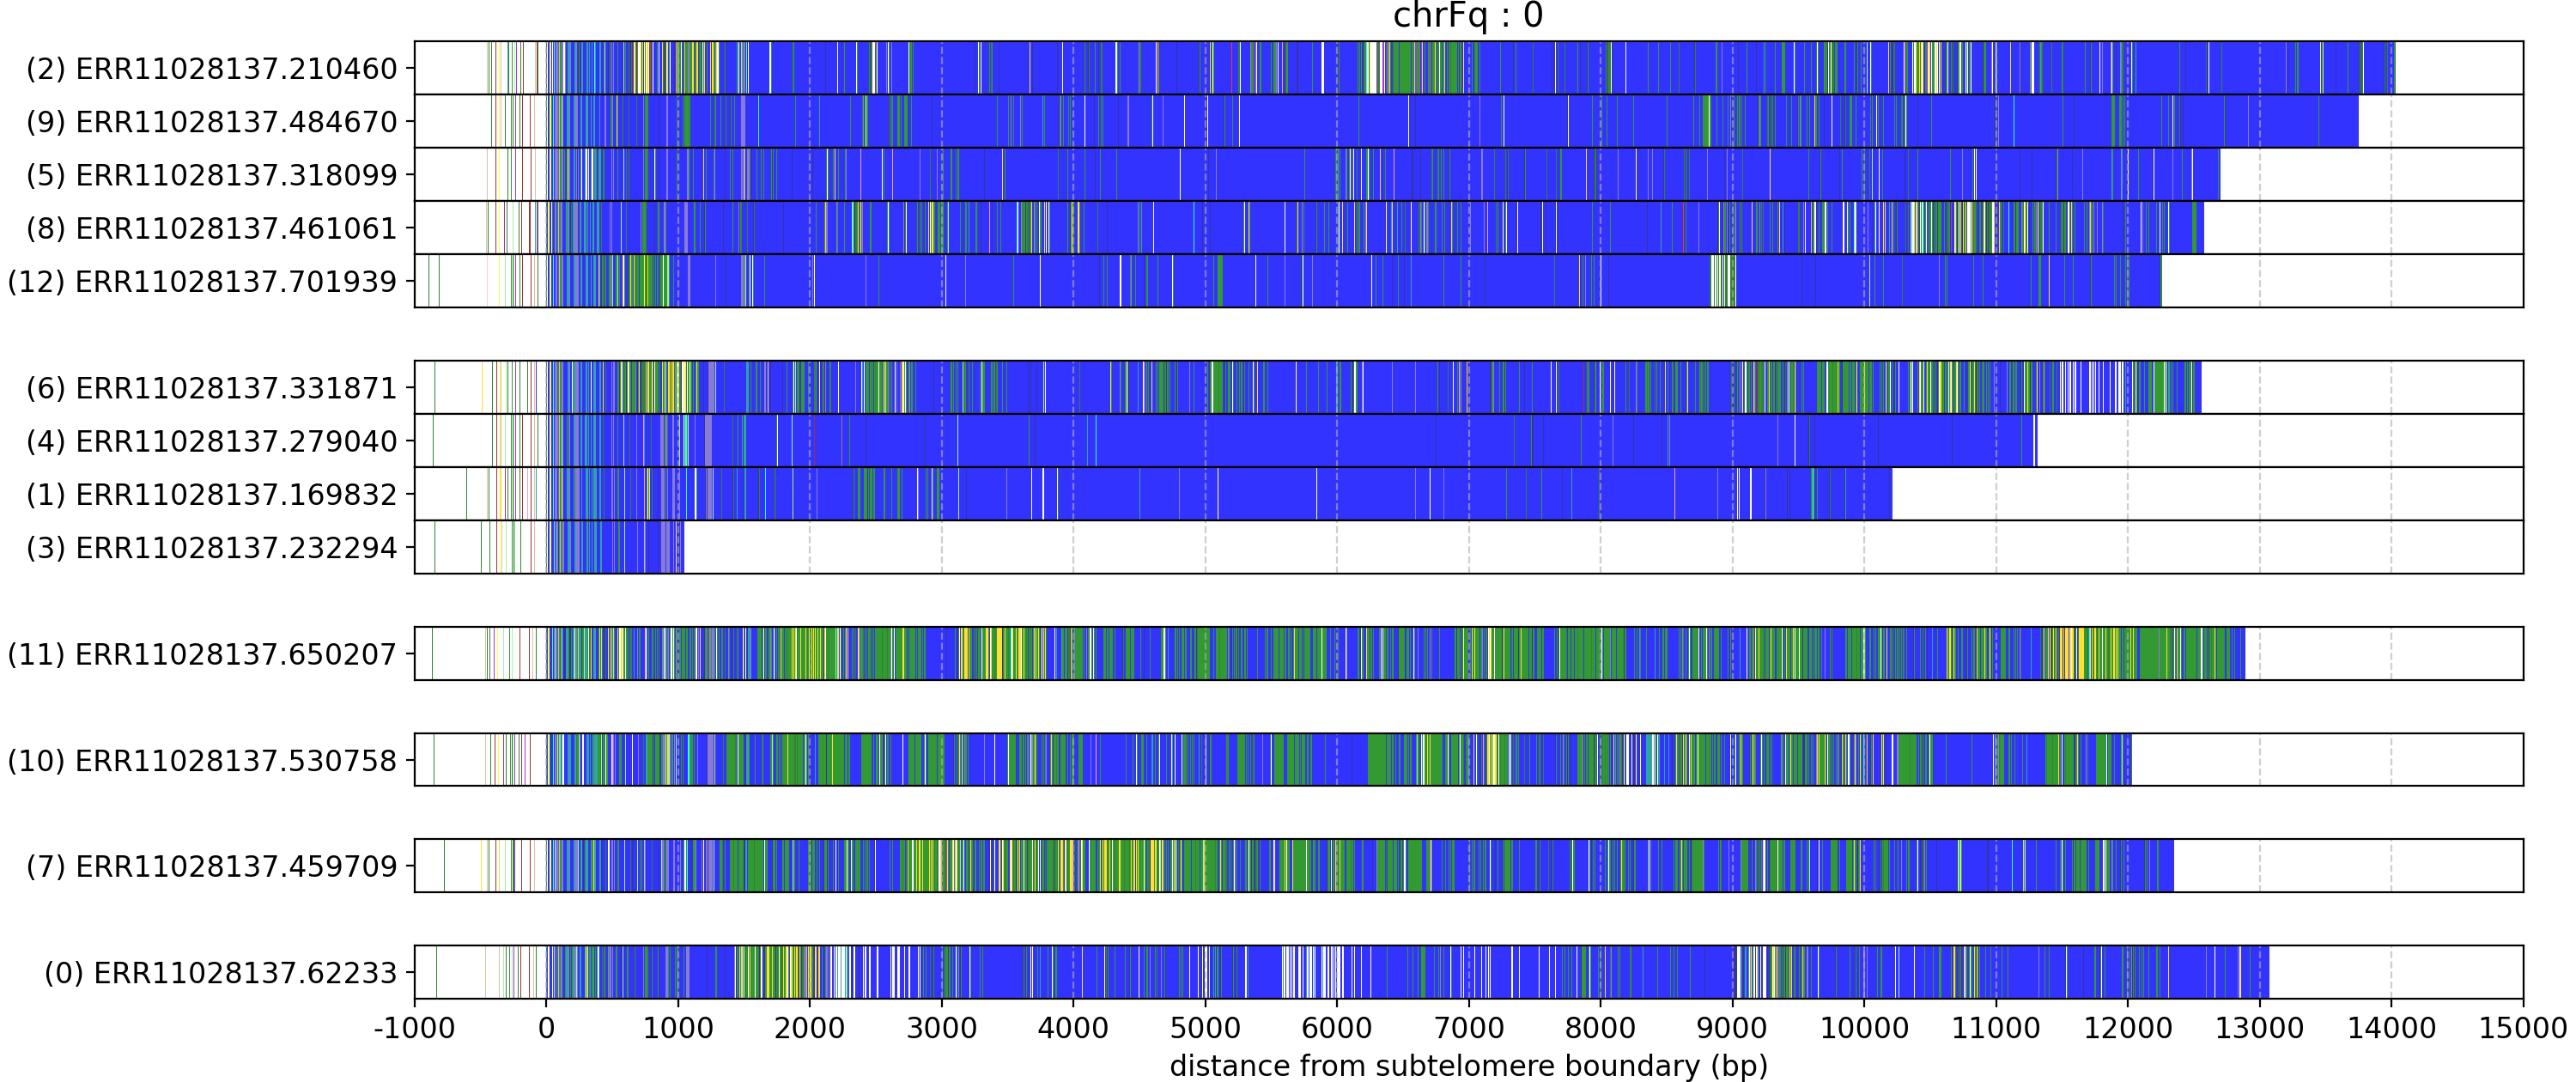 chrFq : 0
(2) ERR11028137.210460
(9) ERR11028137.484670
(5) ERR11028137.318099
(8) ERR11028137.461061
(12) ERR11028137.701939
(6) ERR11028137.331871
(4) ERR11028137.279040
(1) ERR11028137.169832
(3) ERR11028137.232294
(11) ERR11028137.650207
(10) ERR11028137.530758
(7) ERR11028137.459709
(0) ERR11028137.62233
-1000 0 1000 2000 3000 4000 5000 6000 7000 8000 9000 10000 11000 12000 13000 14000 15000
distance from subtelomere boundary (bp)